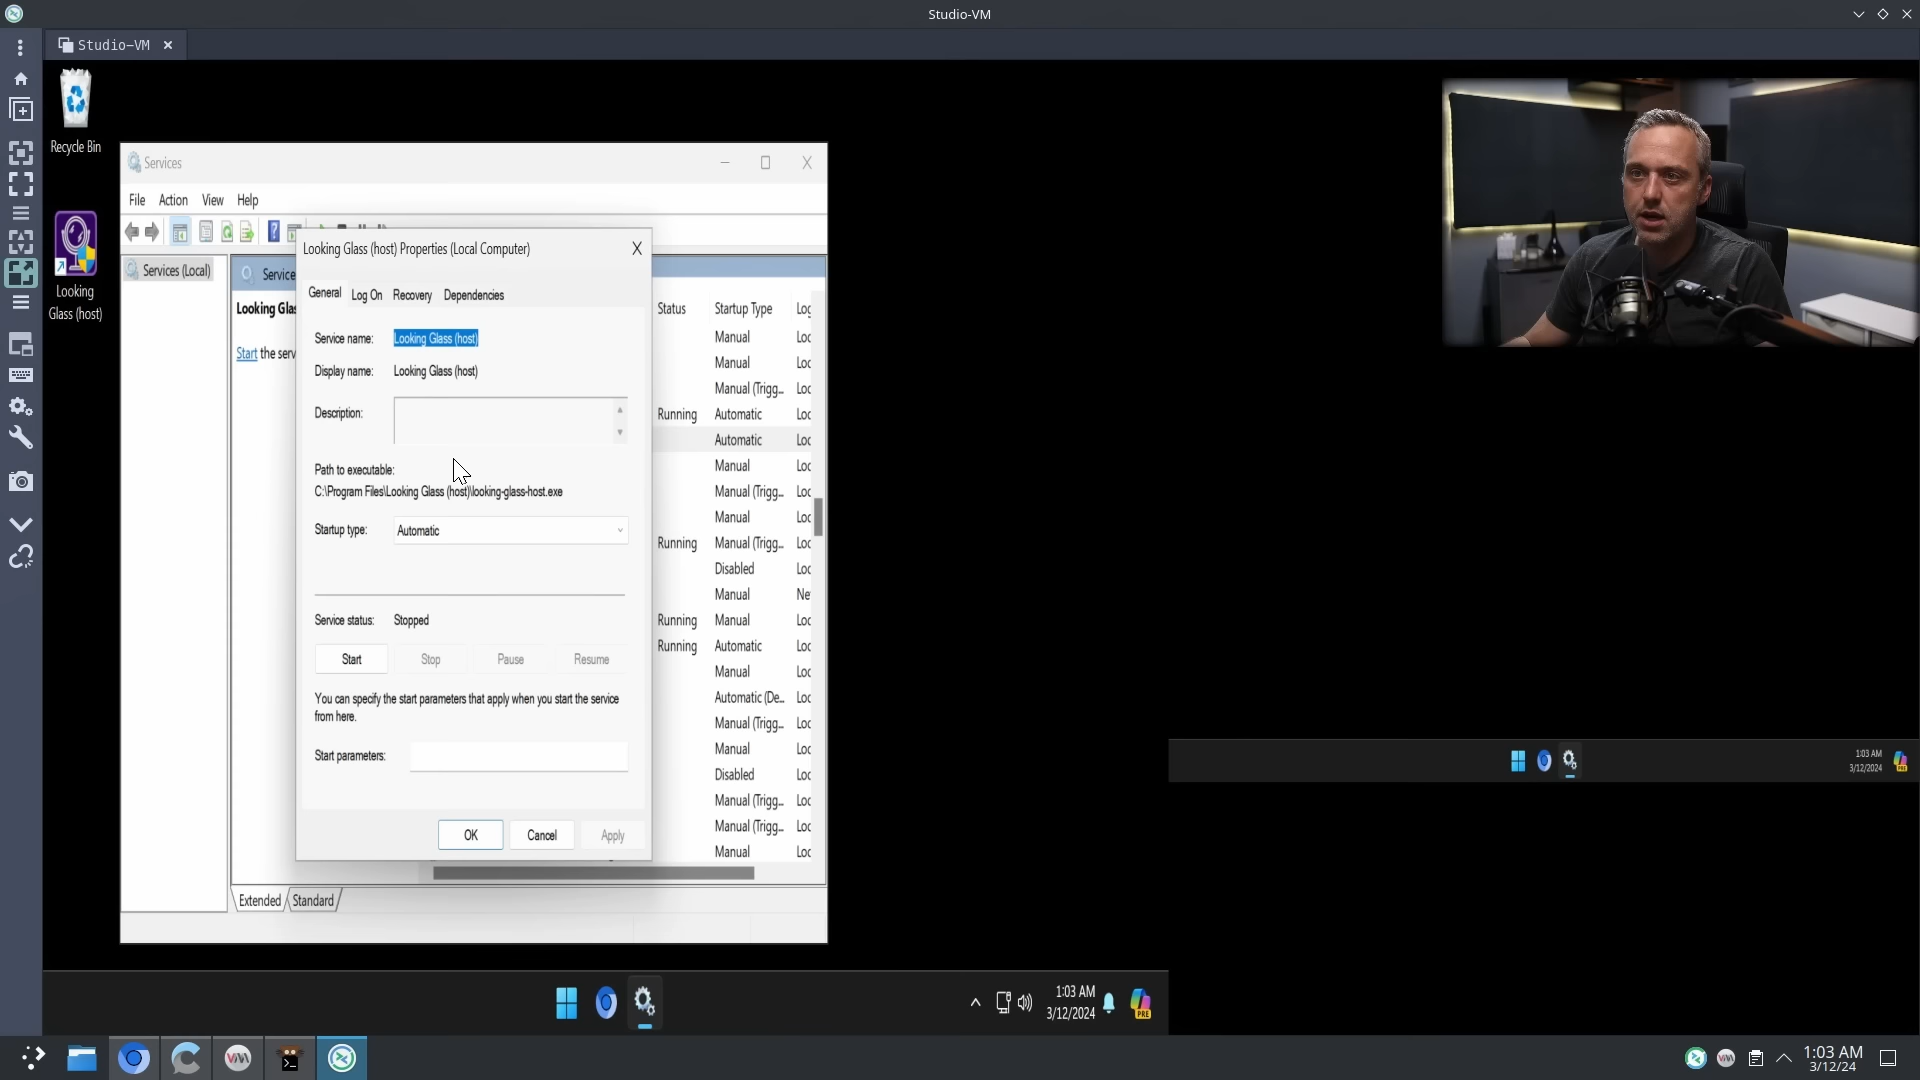 Studio-VM
Studio-VM
Recycle Bin
Looking
Glass (host)
Services
File Action View Help
Services (Local)
Service
Looking Glas
Start the serv
Looking Glass (host) Properties (Local Computer)
General Log On Recovery Dependencies
Service name: Looking Glass (host)
Display name: Looking Glass (host)
Description:
Path to executable:
C:\Program Files\Looking Glass (host)\looking-glass-host.exe
Startup type: Automatic
Service status: Stopped
Start Stop Pause Resume
You can specify the start parameters that apply when you start the service
from here.
Start parameters:
OK Cancel Apply
Status Startup Type Log
Manual Loc
Manual Loc
Manual (Trigg... Loc
Running Automatic Loc
Automatic Loc
Manual Loc
Manual (Trigg... Loc
Manual Loc
Running Manual (Trigg... Loc
Disabled Loc
Manual Ne
Running Manual Loc
Running Automatic Loc
Manual Loc
Automatic (De... Loc
Manual (Trigg... Loc
Manual Loc
Disabled Loc
Manual (Trigg... Loc
Manual (Trigg... Loc
Manual Loc
Extended Standard
1:03 AM
3/12/2024
PRE
1:03 AM
3/12/2024
PRE
1:03 AM
3/12/24